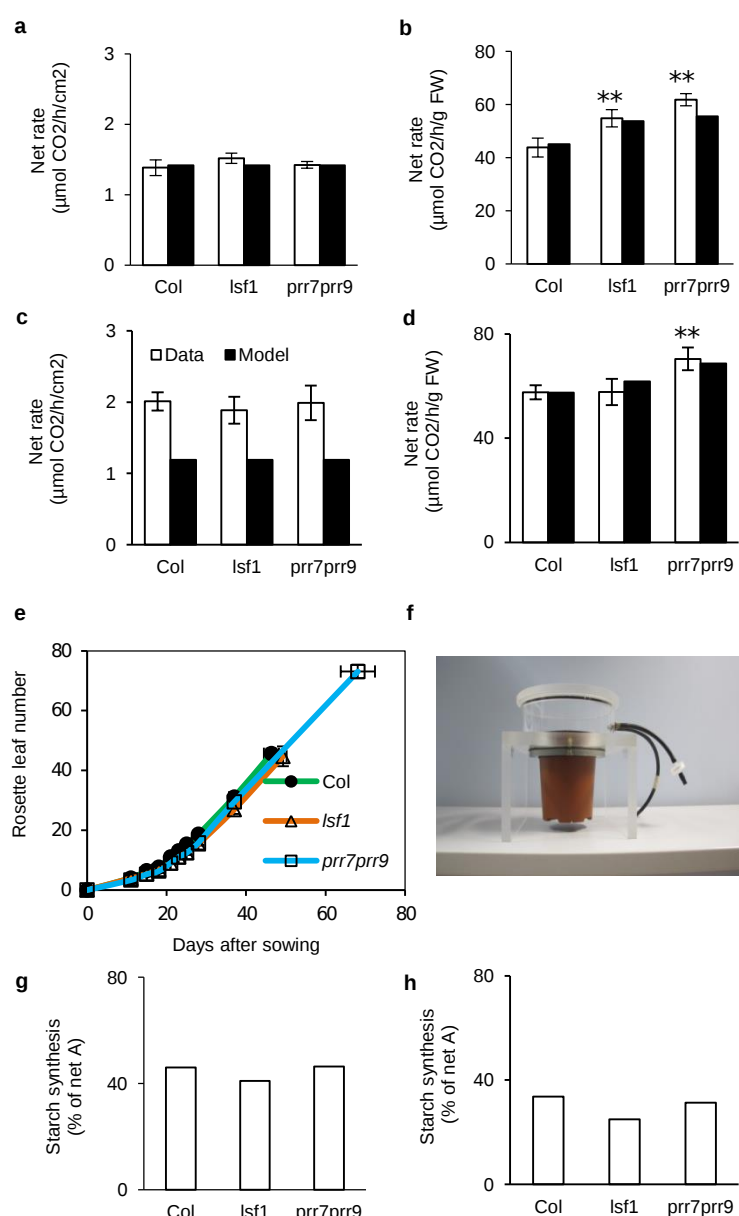 a
3
2
1
0
Net rate
(µmol CO2/h/cm2)
Col
lsf1
prr7prr9
b
80
60
40
20
0
Net rate
(µmol CO2/h/g FW)
**
**
Col
lsf1
prr7prr9
c
3
2
1
0
Net rate
(µmol CO2/h/cm2)
Data
Model
Col
lsf1
prr7prr9
d
80
40
0
Net rate
(µmol CO2/h/g FW)
**
Col
lsf1
prr7prr9
e
80
60
40
20
0
Rosette leaf number
Col
lsf1
prr7prr9
0 20 40 60 80
Days after sowing
f
g
80
40
0
Starch synthesis
(% of net A)
Col
lsf1
prr7prr9
h
80
40
0
Starch synthesis
(% of net A)
Col
lsf1
prr7prr9